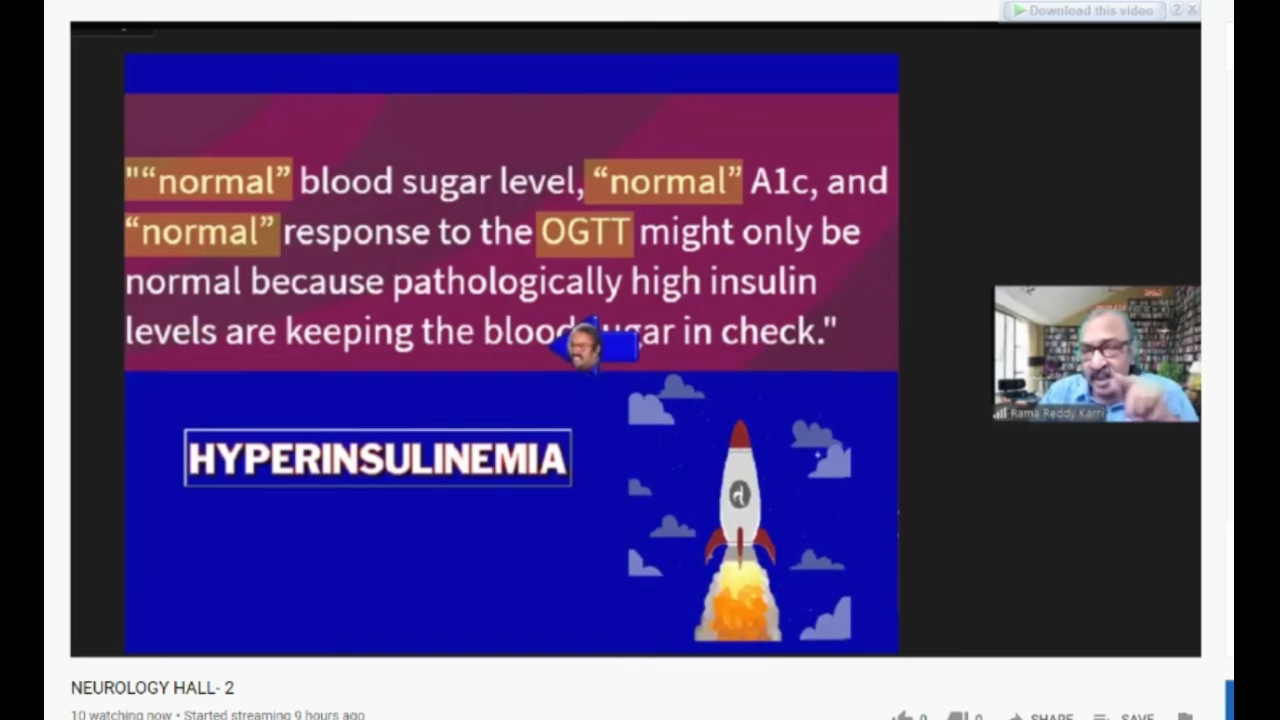 Download this video ? X
"“normal” blood sugar level, “normal” A1c, and
“normal” response to the OGTT might only be
normal because pathologically high insulin
levels are keeping the blood sugar in check."
HYPERINSULINEMIA
Rama Reddy Karri
NEUROLOGY HALL- 2
10 watching now • Started streaming 9 hours ago
0 0 SHARE SAVE